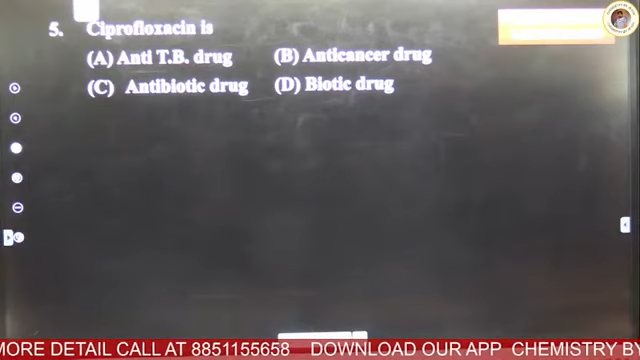 5. Ciprofloxacin is
(A) Anti T.B. drug (B) Anticancer drug
(C) Antibiotic drug (D) Biotic drug
MORE DETAIL CALL AT 8851155658 DOWNLOAD OUR APP CHEMISTRY BY